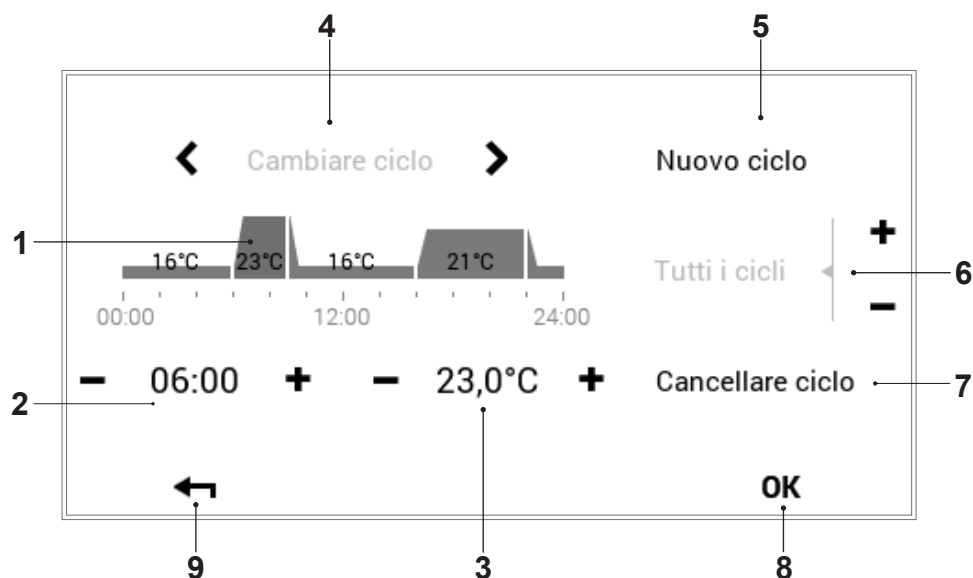 4 5
Cambiare ciclo Nuovo ciclo
1
16°C 23°C 16°C 21°C
Tutti i cicli + −
6
00:00 12:00 24:00
− 06:00 + − 23,0°C + Cancellare ciclo
7
2
OK
9 3 8